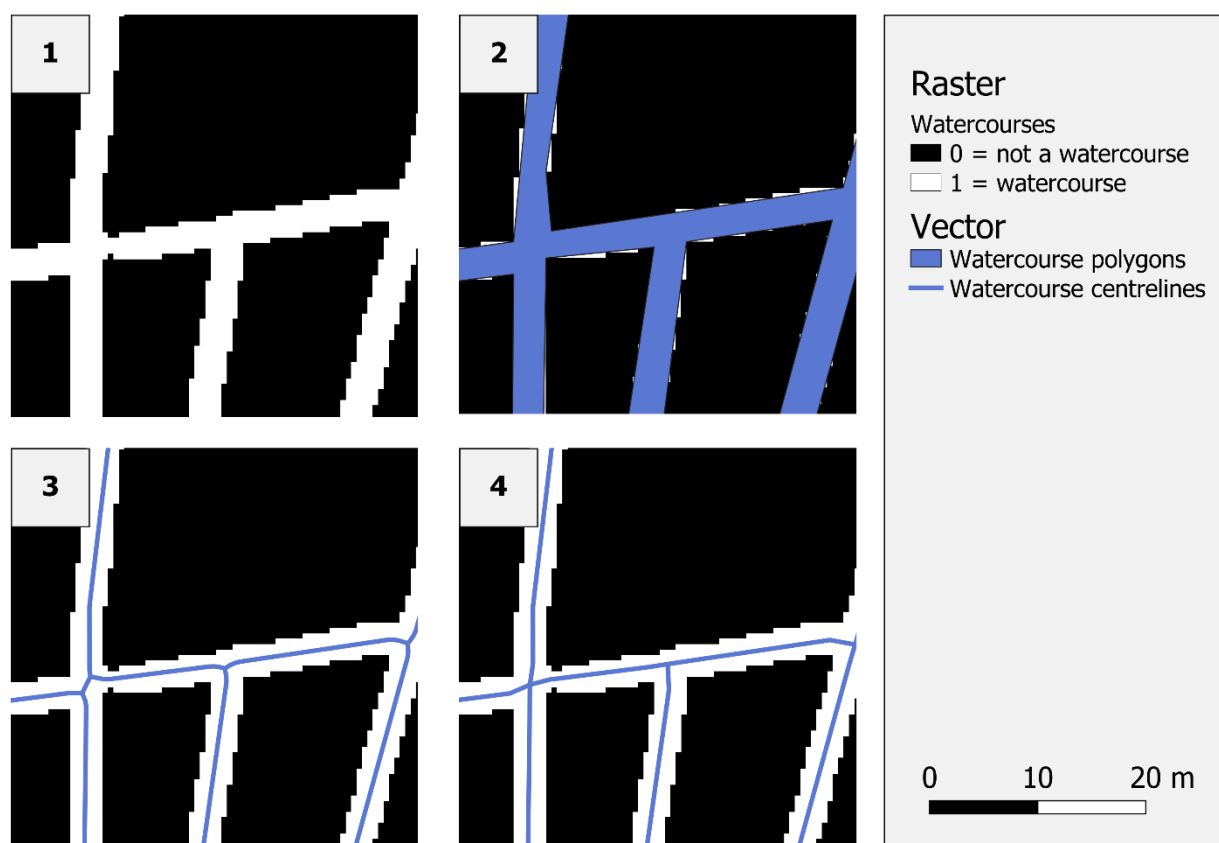 1
2
3
4
Raster
Watercourses
0 = not a watercourse
1 = watercourse
Vector
Watercourse polygons
Watercourse centrelines
0 10 20 m